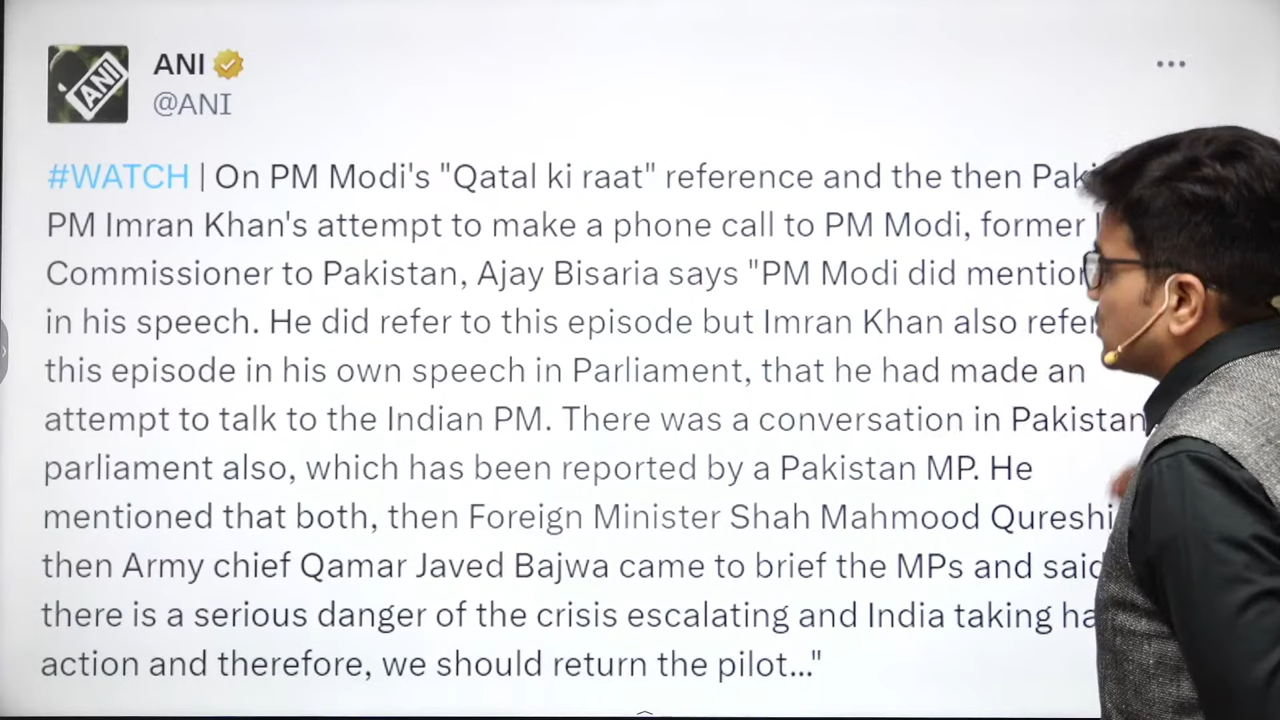 ANI
@ANI
ANI
#WATCH | On PM Modi's "Qatal ki raat" reference and the then
PM Imran Khan's attempt to make a phone call to PM Modi, former
Commissioner to Pakistan, Ajay Bisaria says "PM Modi did
in his speech. He did refer to this episode but Imran Khan also
this episode in his own speech in Parliament, that he had made an
attempt to talk to the Indian PM. There was a conversation in Pakistan
parliament also, which has been reported by a Pakistan MP. He
mentioned that both, then Foreign Minister Shah Mahmood Qureshi
then Army chief Qamar Javed Bajwa came to brief the MPs and
there is a serious danger of the crisis escalating and India taking
action and therefore, we should return the pilot..."